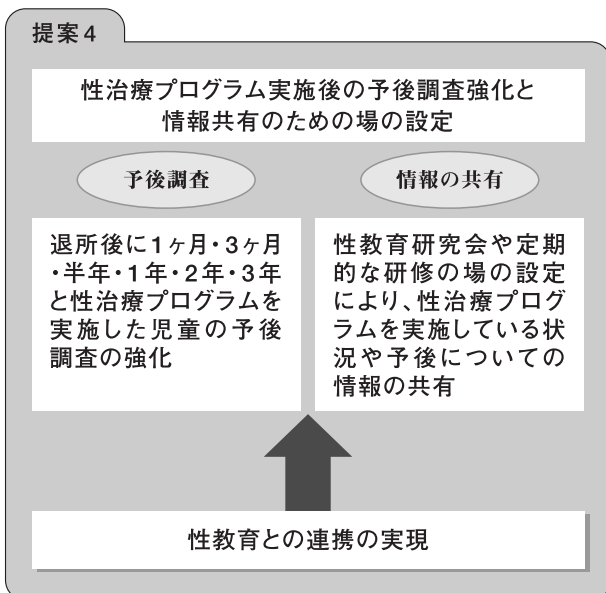 提案4
性治療プログラム実施後の予後調査強化と
情報共有のための場の設定
予後調査
退所後に1ヶ月・3ヶ月
・半年・1年・2年・3年
と性治療プログラムを
実施した児童の予後
調査の強化
情報の共有
性教育研究会や定期
的な研修の場の設定
により、性治療プログ
ラムを実施している状
況や予後についての
情報の共有
性教育との連携の実現